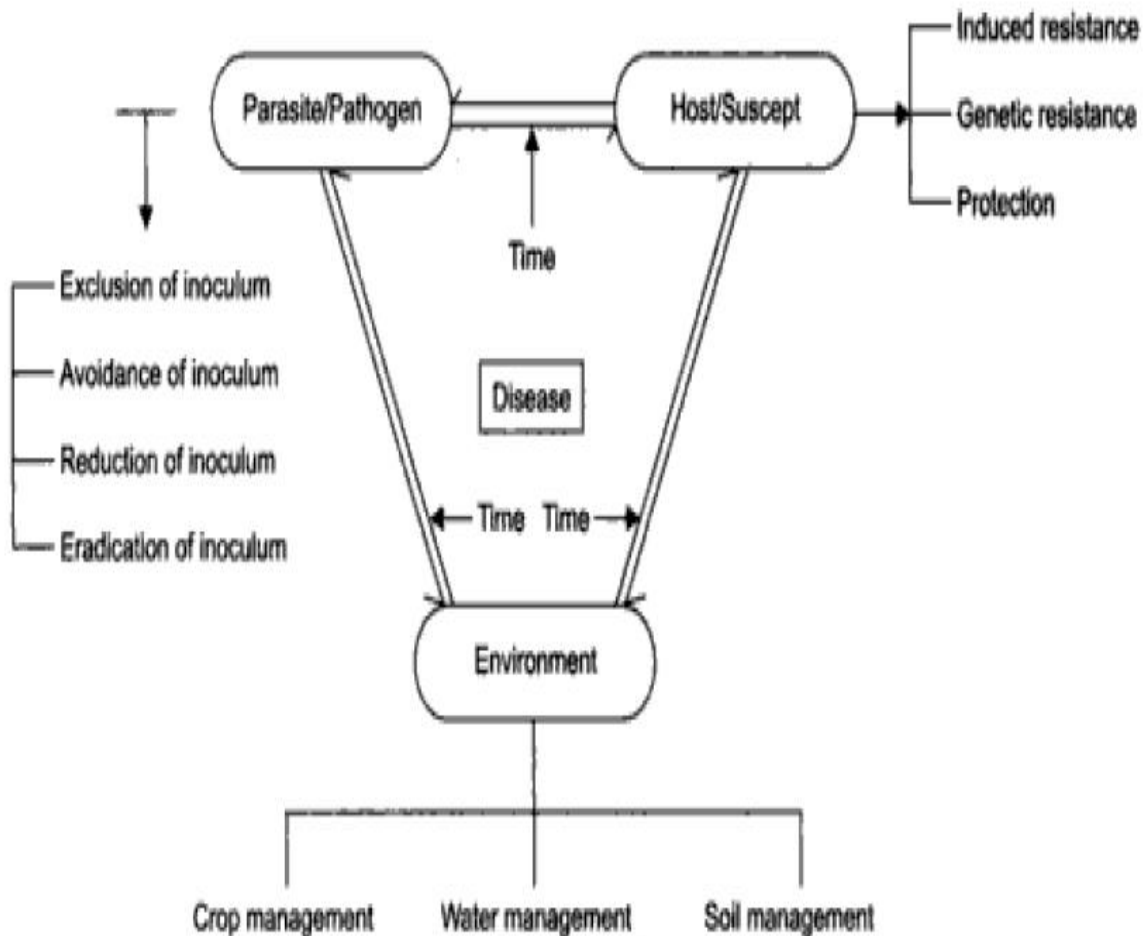 Parasite/Pathogen
Host/Suscept
Induced resistance
Genetic resistance
Protection
Time
Exclusion of inoculum
Avoidance of inoculum
Reduction of inoculum
Eradication of inoculum
Disease
Time Time
Environment
Crop management
Water management
Soil management